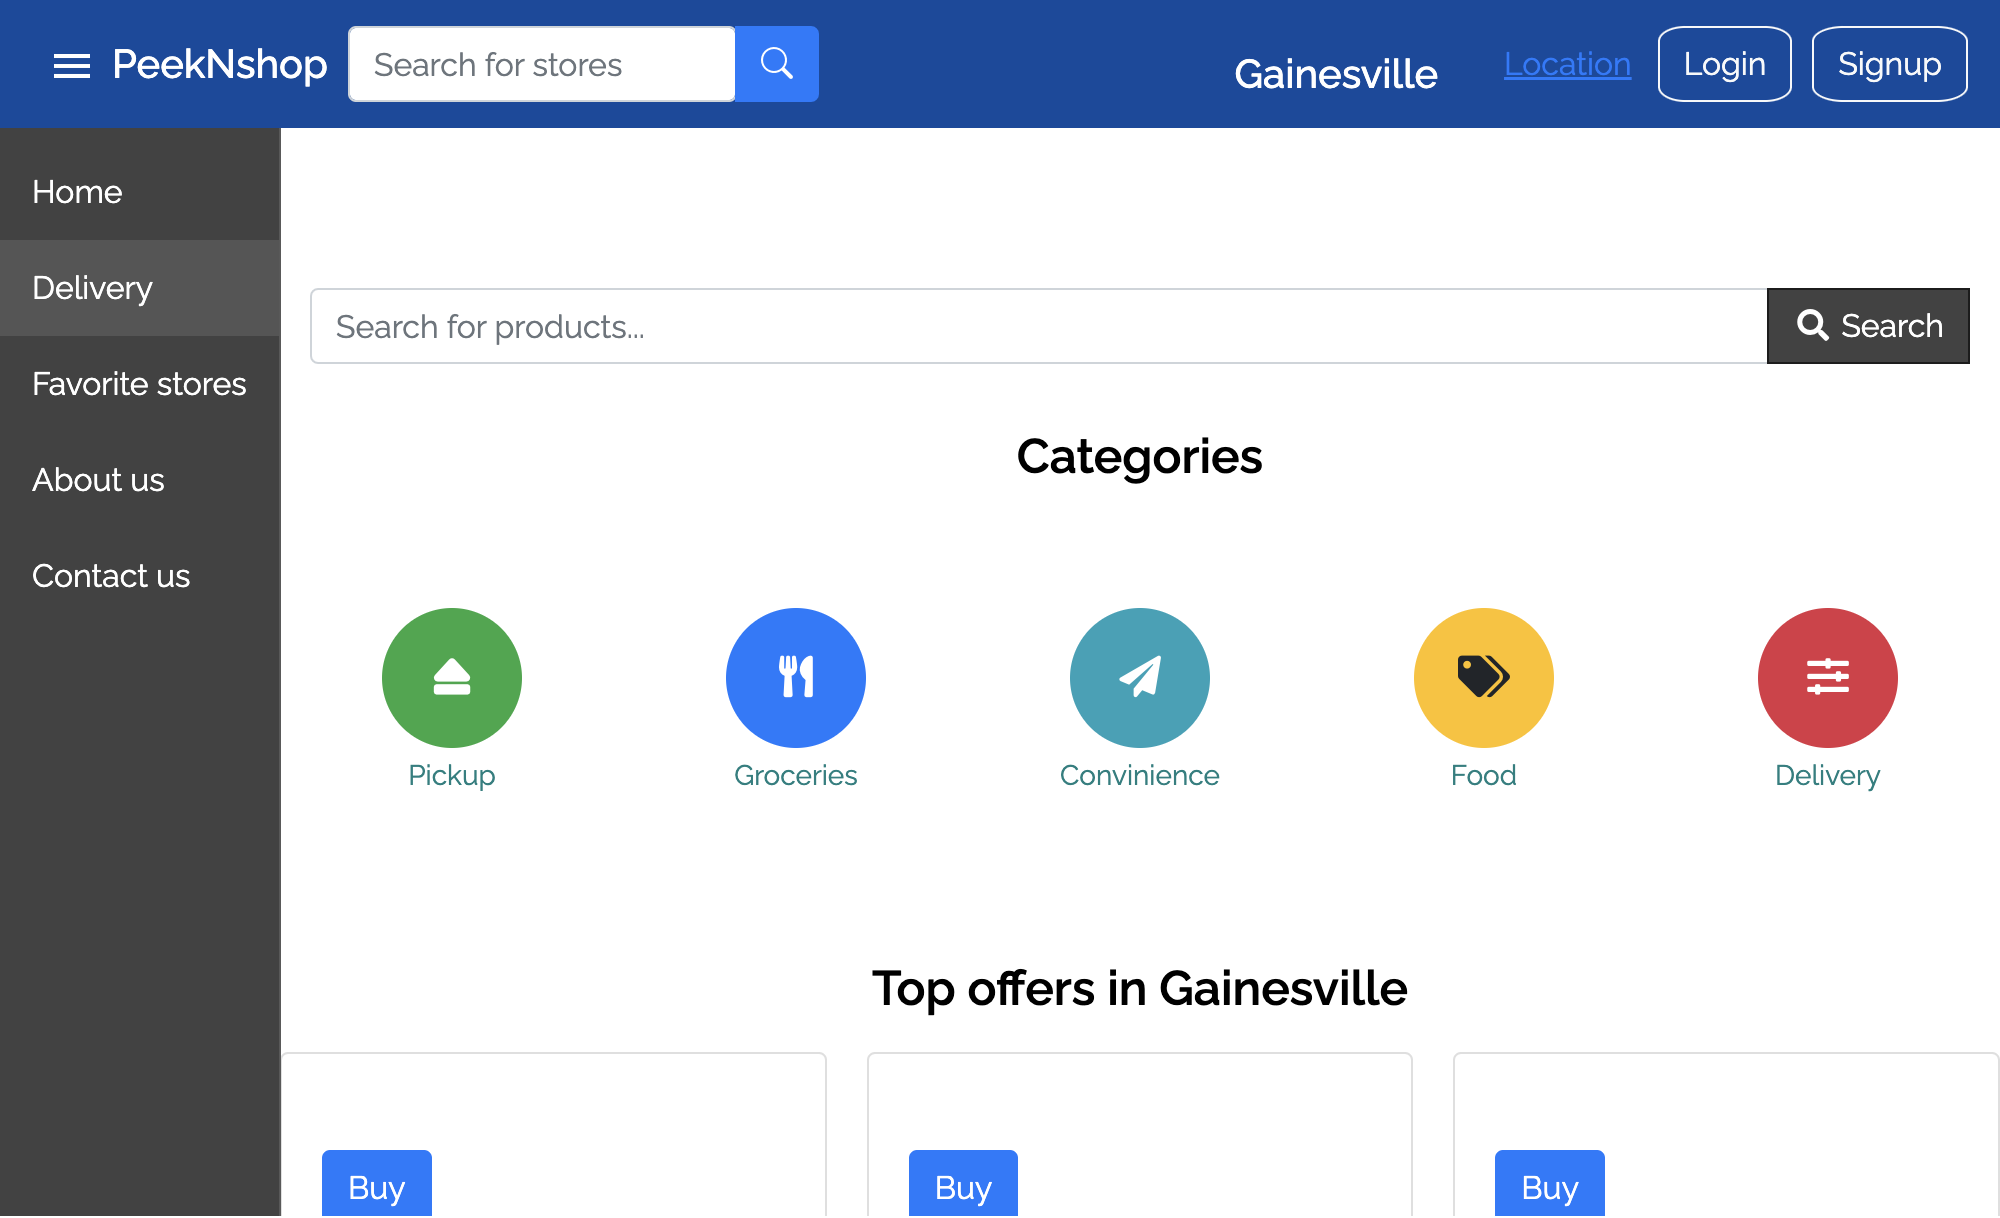 PeekNshop
Search for stores
Gainesville
Location
Login
Signup
Home
Delivery
Favorite stores
About us
Contact us
Search for products...
Search
Categories
Pickup
Groceries
Convinience
Food
Delivery
Top offers in Gainesville
Buy
Buy
Buy